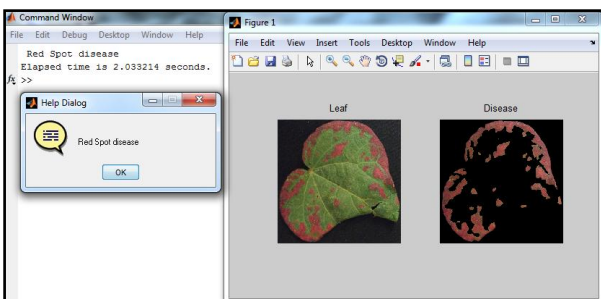 Command Window
File Edit Debug Desktop Window Help
Red Spot disease
Elapsed time is 2.033214 seconds.
fx >>
Help Dialog
Red Spot disease
OK
Figure 1
File Edit View Insert Tools Desktop Window Help
Leaf Disease